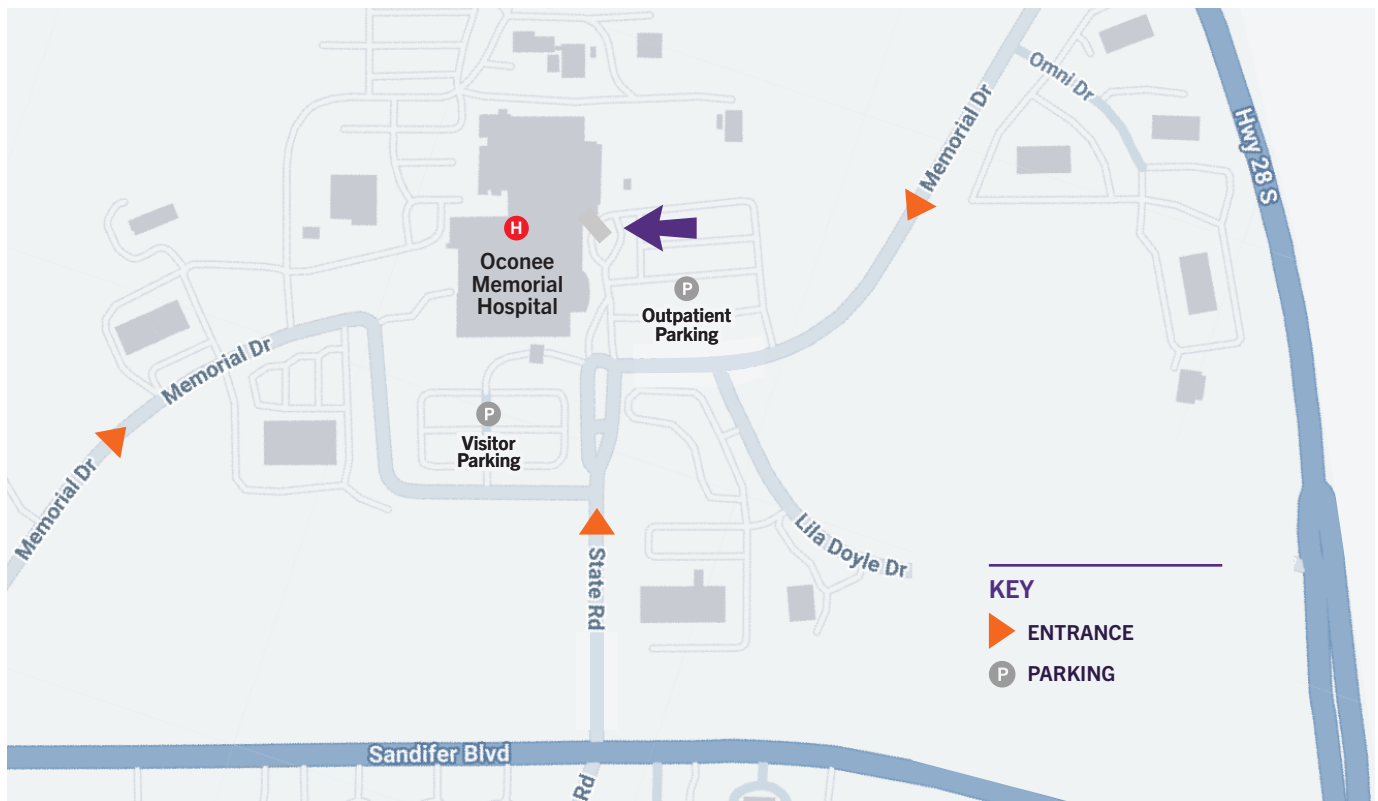 Omni Dr
Memorial Dr
Hwy 28 S
H
Oconee
Memorial
Hospital
P
Outpatient
Parking
Memorial Dr
P
Visitor
Parking
Memorial Dr
Lila Doyle Dr
State Rd
KEY
ENTRANCE
P PARKING
Sandifer Blvd
Rd